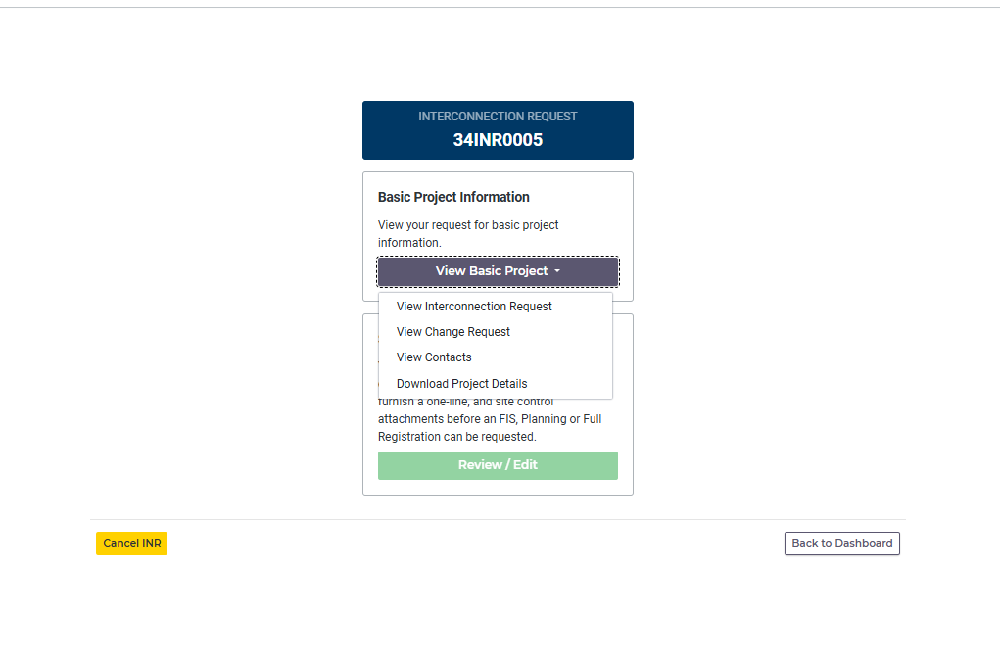 INTERCONNECTION REQUEST
34INR0005
Basic Project Information
View your request for basic project
information.
View Basic Project
View Interconnection Request
View Change Request
View Contacts
Download Project Details
furnish a one-line, and site control
attachments before an FIS, Planning or Full
Registration can be requested.
Review / Edit
Cancel INR
Back to Dashboard